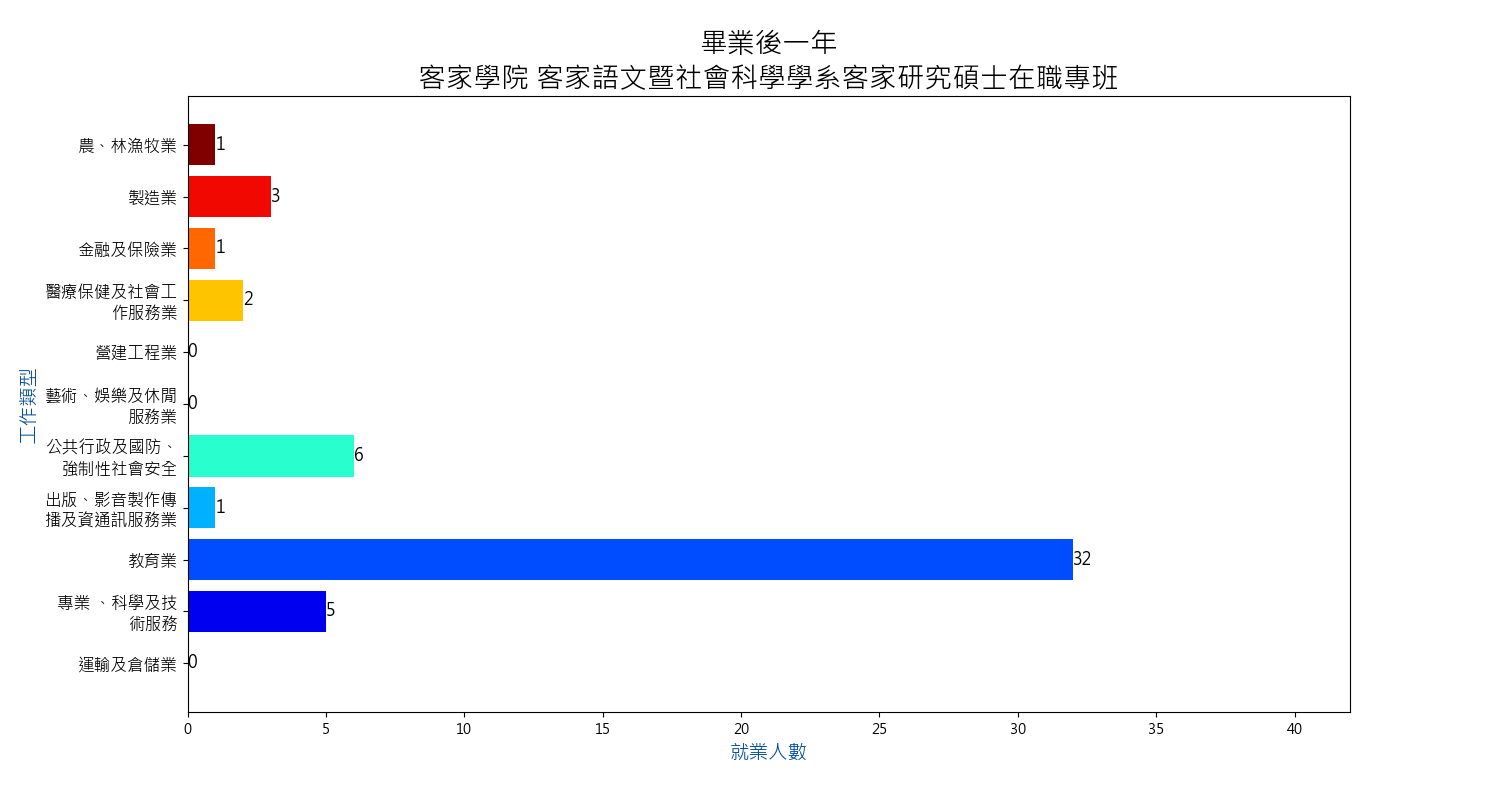 畢業後一年
客家學院 客家語文暨社會科學學系客家研究碩士在職專班
農、林漁牧業
1
製造業
3
金融及保險業
1
醫療保健及社會工
作服務業
2
營建工程業
0
藝術、娛樂及休閒
服務業
0
公共行政及國防、
強制性社會安全
6
出版、影音製作傳
播及資通訊服務業
1
教育業
32
專業 、科學及技
術服務
5
運輸及倉儲業
0
工作類型
0 5 10 15 20 25 30 35 40
就業人數